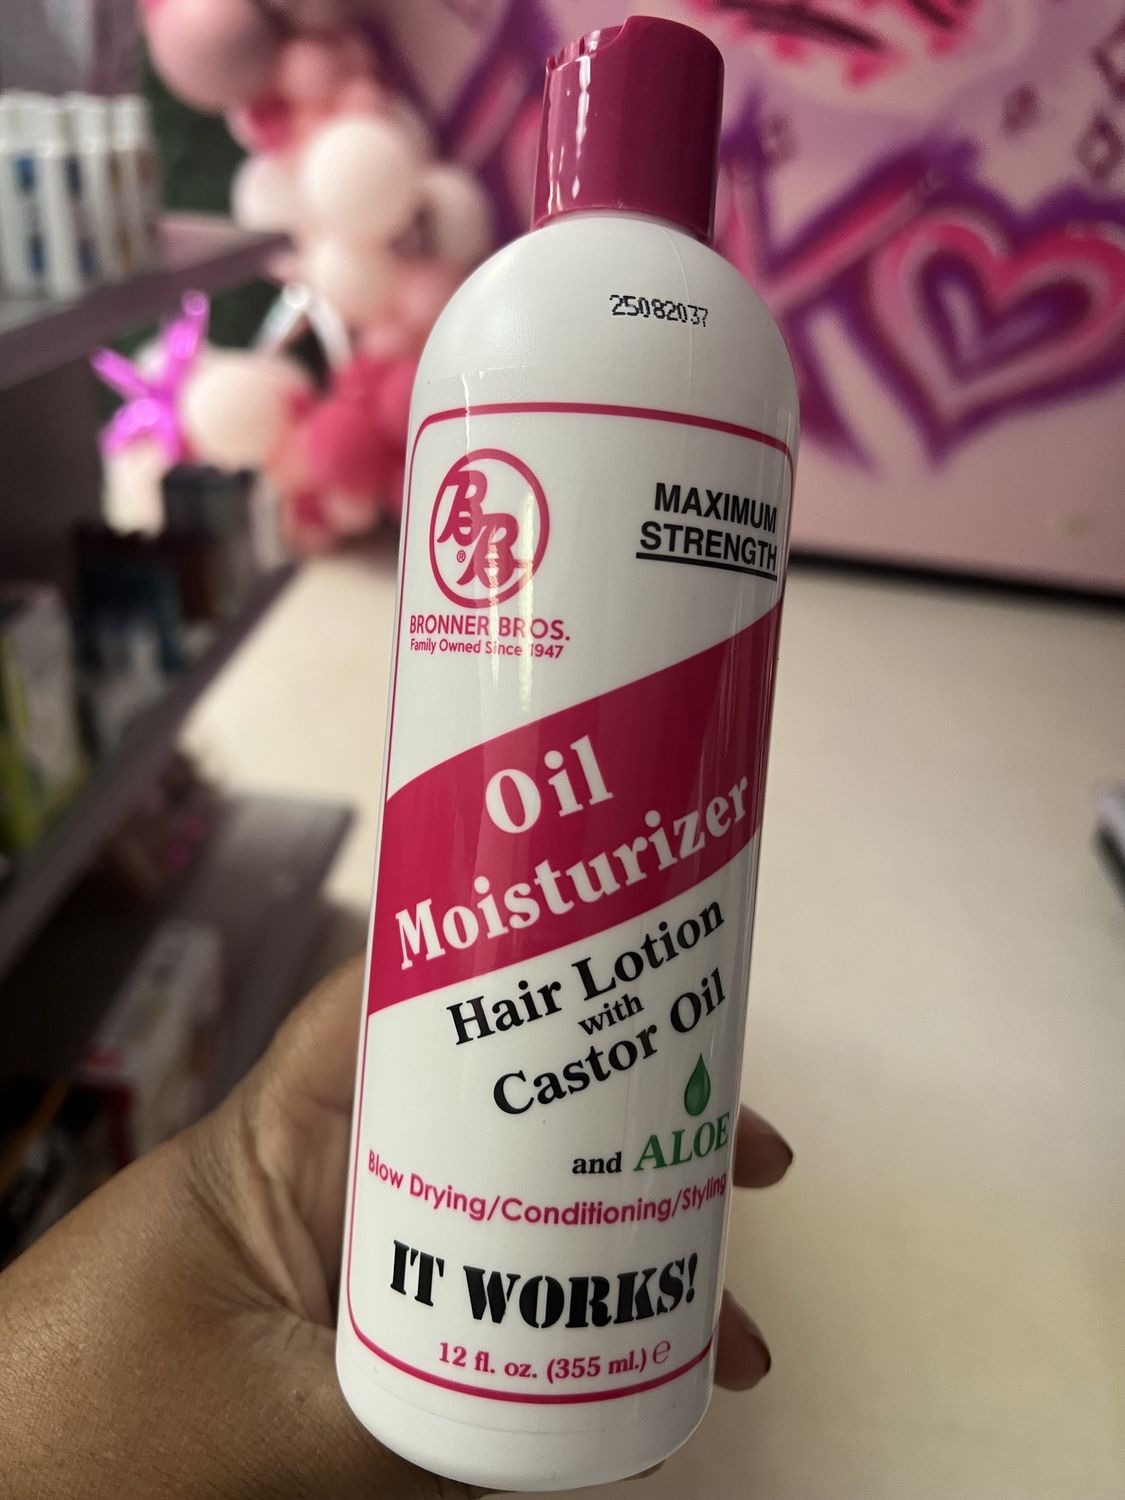 25082037
BB
®
BRONNER BROS.
Family Owned Since 1947
MAXIMUM
STRENGTH
Oil
Moisturizer
Hair Lotion
with
Castor Oil
and ALOE
Blow Drying/Conditioning/Styling
IT WORKS!
12 fl. oz. (355 ml.) ℮